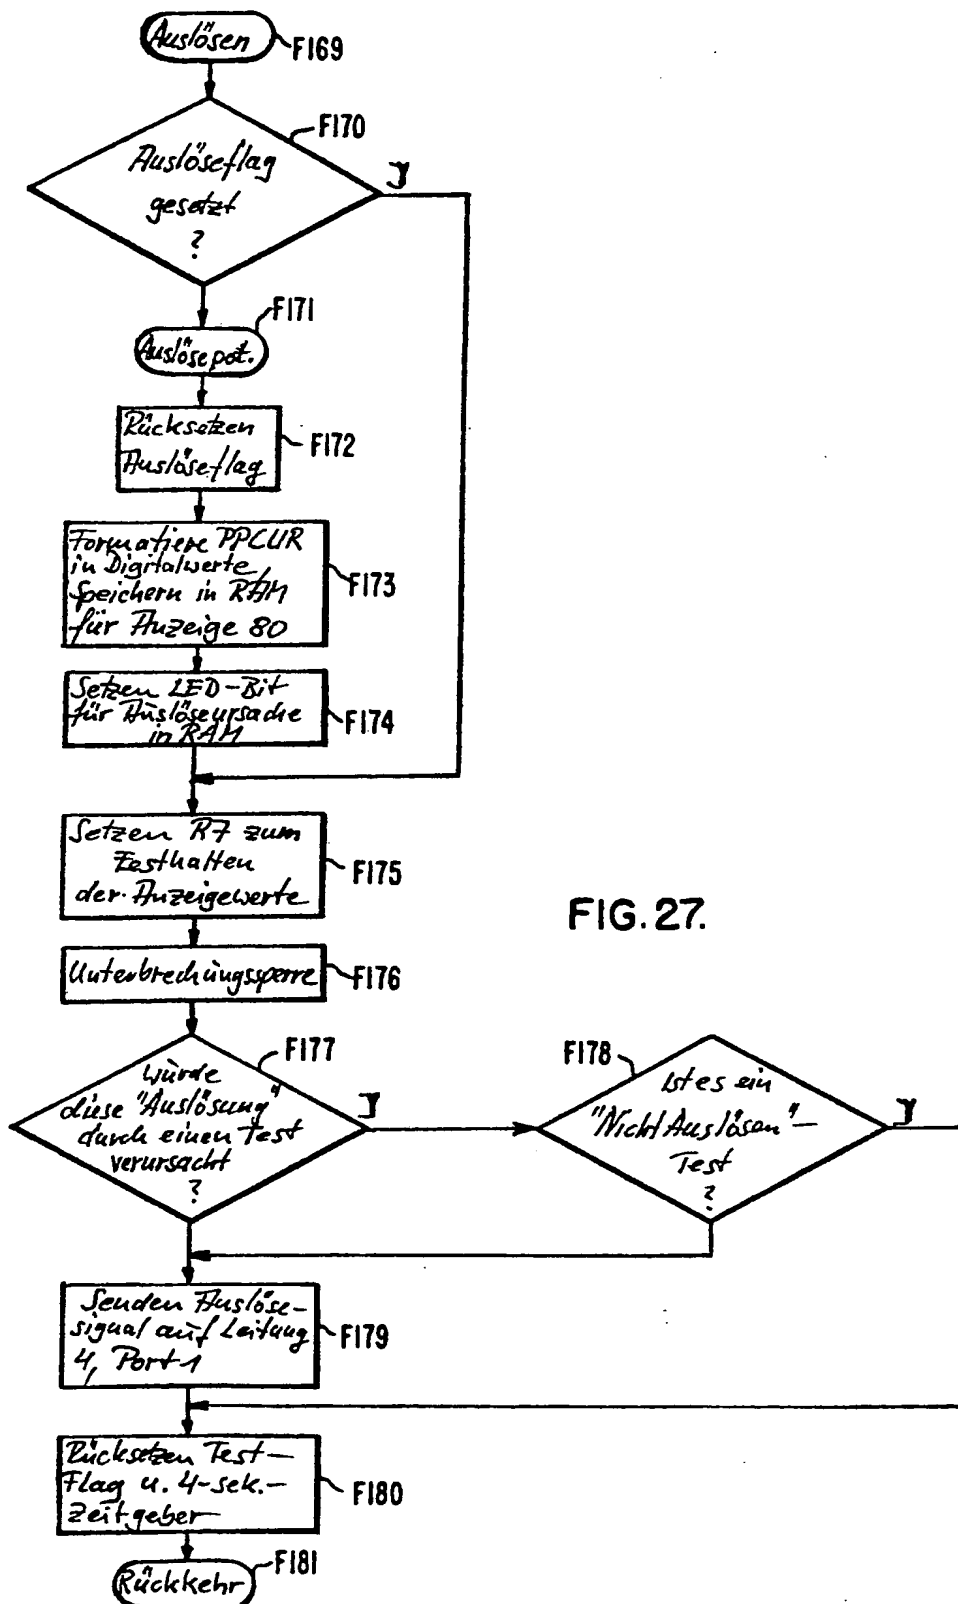 Auslösen
F169
F170
Auslöseflag
gesetzt
?
J
F171
Auslösepot.
Rücksetzen
Auslöseflag
F172
Formatiere PPCUR
in Digitalwerte,
Speichern in RAM
für Anzeige 80
F173
Setzen LED-Bit
für Auslöseursache
in RAM
F174
Setzen R7 zum
Festhalten
der Anzeigewerte
F175
FIG. 27.
Unterbrechungssperre
F176
F177
Würde
diese "Auslösung"
durch einen Test
verursacht
?
J
F178
Ist es ein
"Nicht Auslösen"-
Test
?
J
Senden Auslöse-
signal auf Leitung
4, Port 1
F179
Rücksetzen Test-
Flag u. 4-sek.-
Zeitgeber
F180
F181
Rückkehr